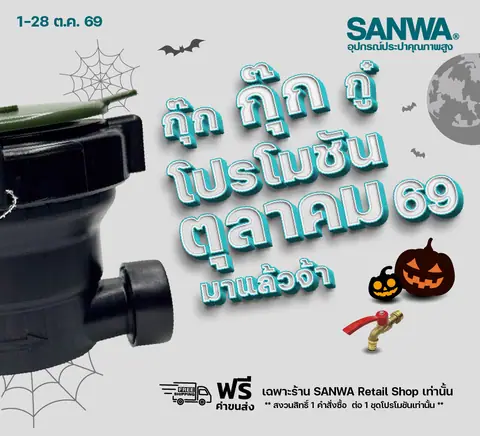 1-28 ต.ค. 69
SANWA®
อุปกรณ์ประปาคุณภาพสูง
กุ๊ก กุ๊ก กู๋
โปรโมชัน
ตุลาคม 69
มาแล้วจ้า
FREE SHIPPING
ฟรี
ค่าขนส่ง
เฉพาะร้าน SANWA Retail Shop เท่านั้น
** สงวนสิทธิ์ 1 คำสั่งซื้อ ต่อ 1 ชุดโปรโมชันเท่านั้น **